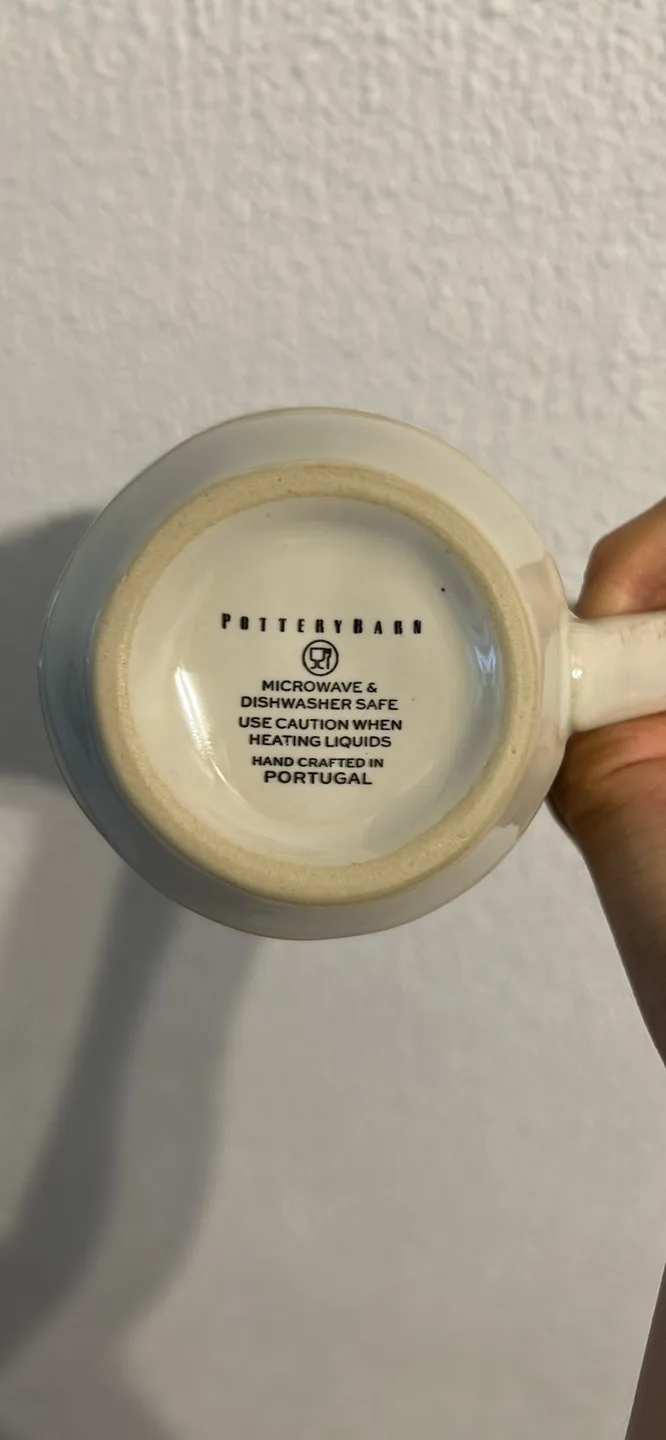 POTTERYBARN
MICROWAVE &
DISHWASHER SAFE
USE CAUTION WHEN
HEATING LIQUIDS
HAND CRAFTED IN
PORTUGAL